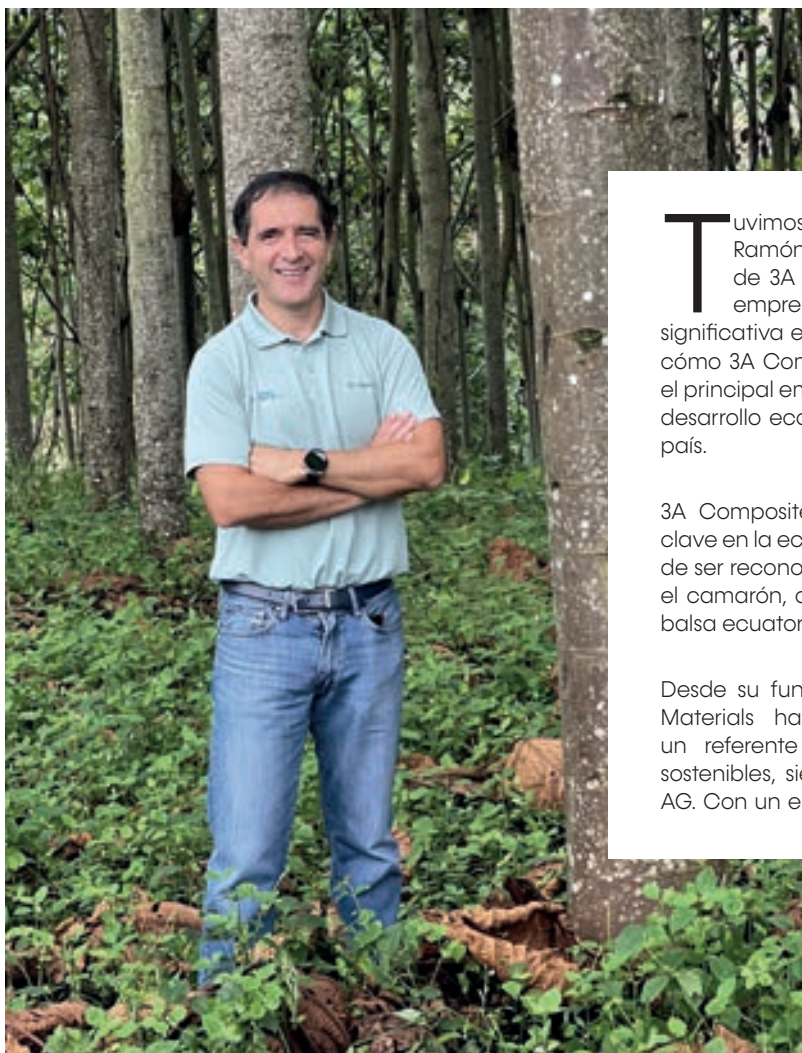 Tuvimos
Ramón
de 3A
empre
significativa e
cómo 3A Con
el principal en
desarrollo eco
país.
3A Composite
clave en la ec
de ser recono
el camarón, c
balsa ecuator
Desde su fun
Materials ha
un referente
sostenibles, sie
AG. Con un e